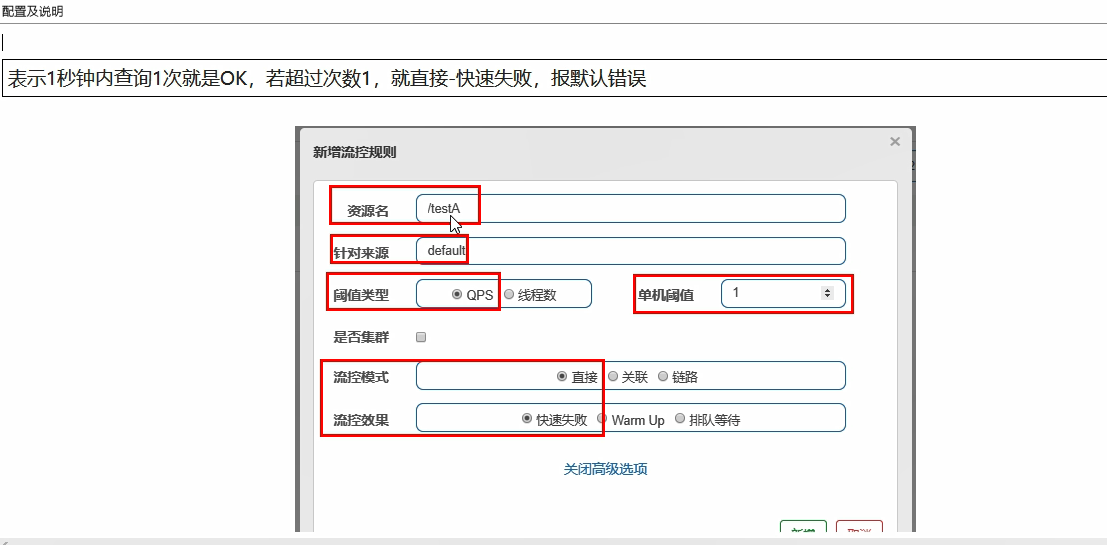 配置及说明
表示1秒钟内查询1次就是OK，若超过次数1，就直接-快速失败，报默认错误
新增流控规则
资源名 /testA
针对来源 default
阈值类型 QPS 线程数 单机阈值 1
是否集群
流控模式 直接 关联 链路
流控效果 快速失败 Warm Up 排队等待
关闭高级选项
新增 取消